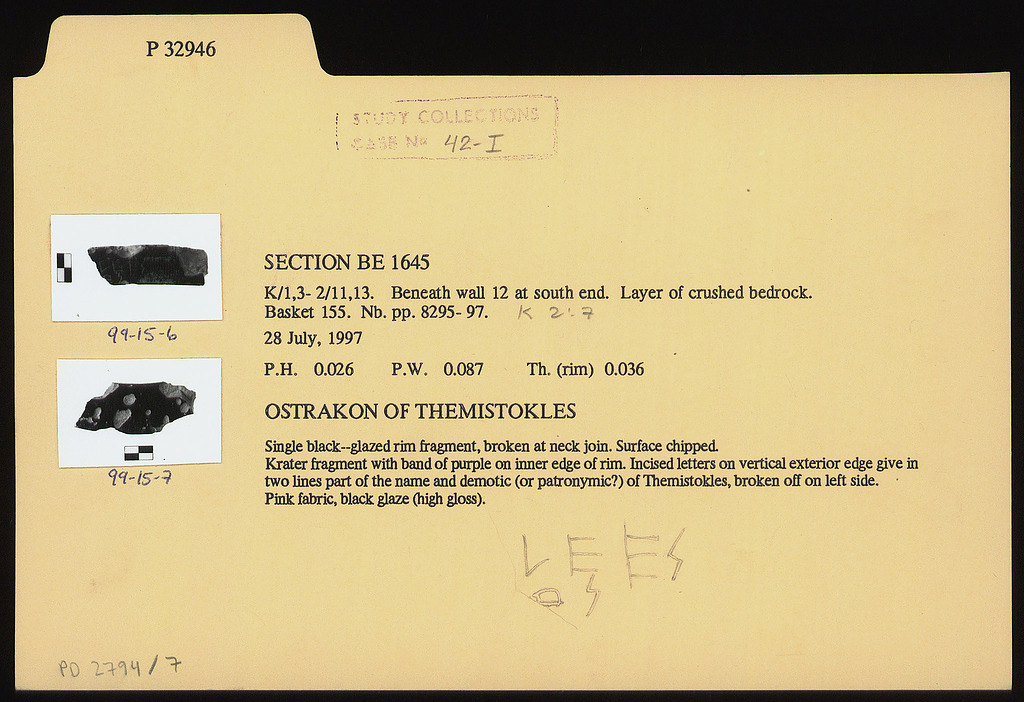 P 32946
STUDY COLLECTIONS
CASE No 42-I
SECTION BE 1645
K/1,3- 2/11,13. Beneath wall 12 at south end. Layer of crushed bedrock.
Basket 155. Nb. pp. 8295- 97. K 2:7
28 July, 1997
99-15-6
P.H. 0.026 P.W. 0.087 Th. (rim) 0.036
OSTRAKON OF THEMISTOKLES
Single black--glazed rim fragment, broken at neck join. Surface chipped.
Krater fragment with band of purple on inner edge of rim. Incised letters on vertical exterior edge give in
two lines part of the name and demotic (or patronymic?) of Themistokles, broken off on left side.
Pink fabric, black glaze (high gloss).
99-15-7
PD 2794/7